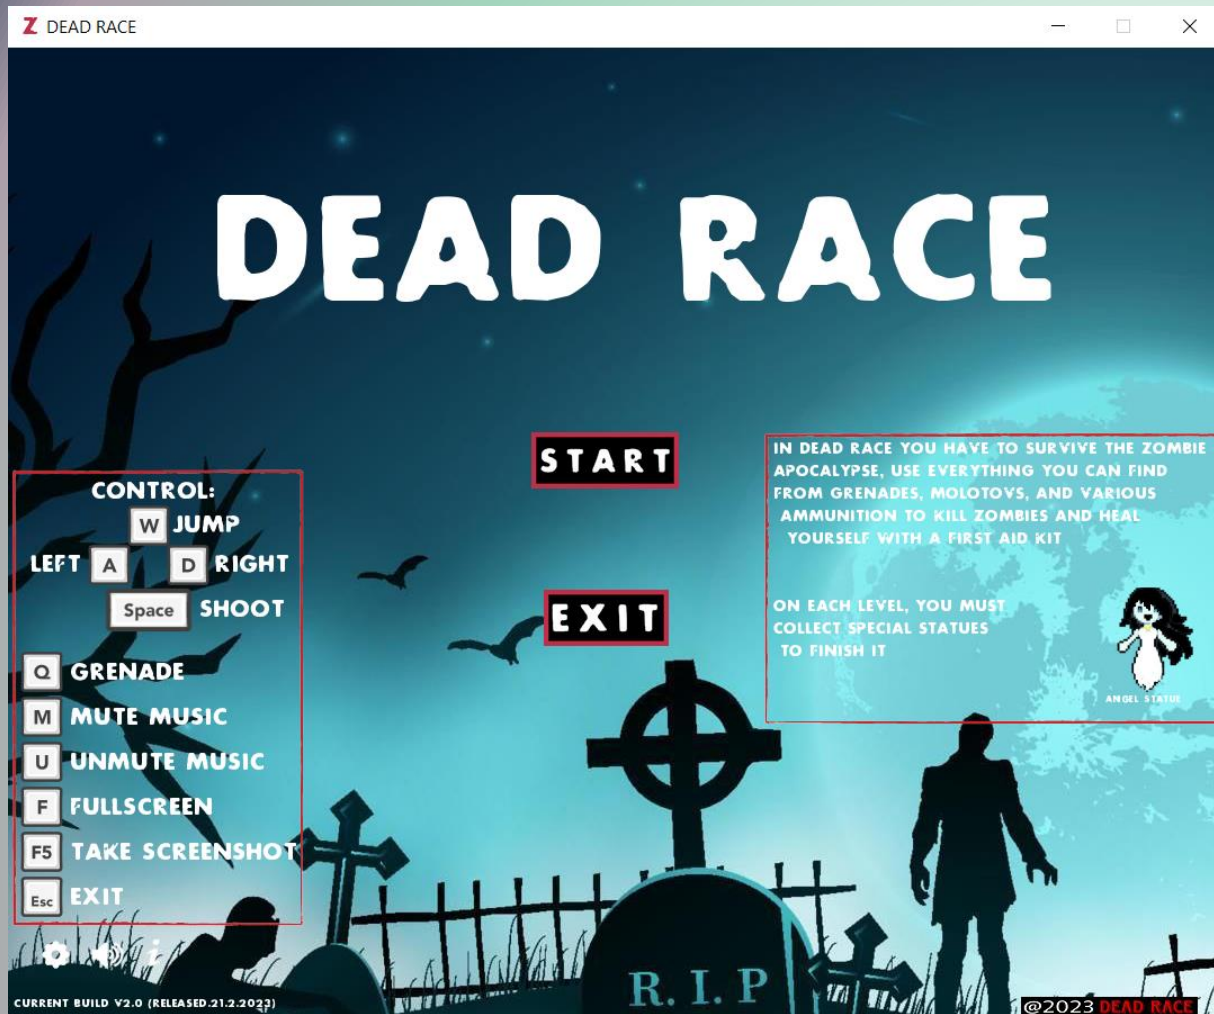 Z DEAD RACE
DEAD RACE
START
EXIT
CONTROL:
W JUMP
LEFT A D RIGHT
Space SHOOT
Q GRENADE
M MUTE MUSIC
U UNMUTE MUSIC
F FULLSCREEN
F5 TAKE SCREENSHOT
Esc EXIT
IN DEAD RACE YOU HAVE TO SURVIVE THE ZOMBIE
APOCALYPSE, USE EVERYTHING YOU CAN FIND
FROM GRENADES, MOLOTOVS, AND VARIOUS
AMMUNITION TO KILL ZOMBIES AND HEAL
YOURSELF WITH A FIRST AID KIT
ON EACH LEVEL, YOU MUST
COLLECT SPECIAL STATUES
TO FINISH IT
ANGEL STATUE
i
R. I. P
CURRENT BUILD V2.0 (RELEASED.21.2.2023)
@2023 DEAD RACE